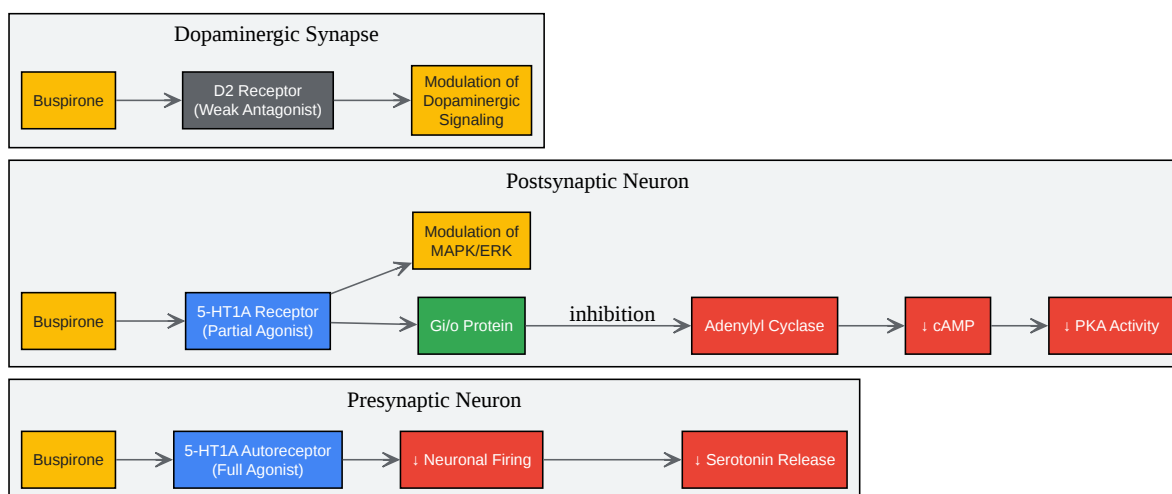 Dopaminergic Synapse
Buspirone
D2 Receptor
(Weak Antagonist)
Modulation of
Dopaminergic
Signaling
Postsynaptic Neuron
Modulation of
MAPK/ERK
Buspirone
5-HT1A Receptor
(Partial Agonist)
Gi/o Protein
inhibition
Adenylyl Cyclase
↓ cAMP
↓ PKA Activity
Presynaptic Neuron
Buspirone
5-HT1A Autoreceptor
(Full Agonist)
↓ Neuronal Firing
↓ Serotonin Release